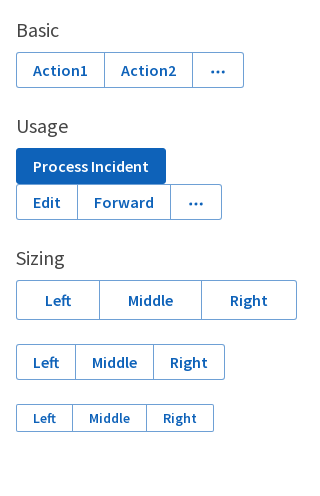 Basic
Action1 Action2 ...
Usage
Process Incident
Edit Forward ...
Sizing
Left Middle Right
Left Middle Right
Left Middle Right